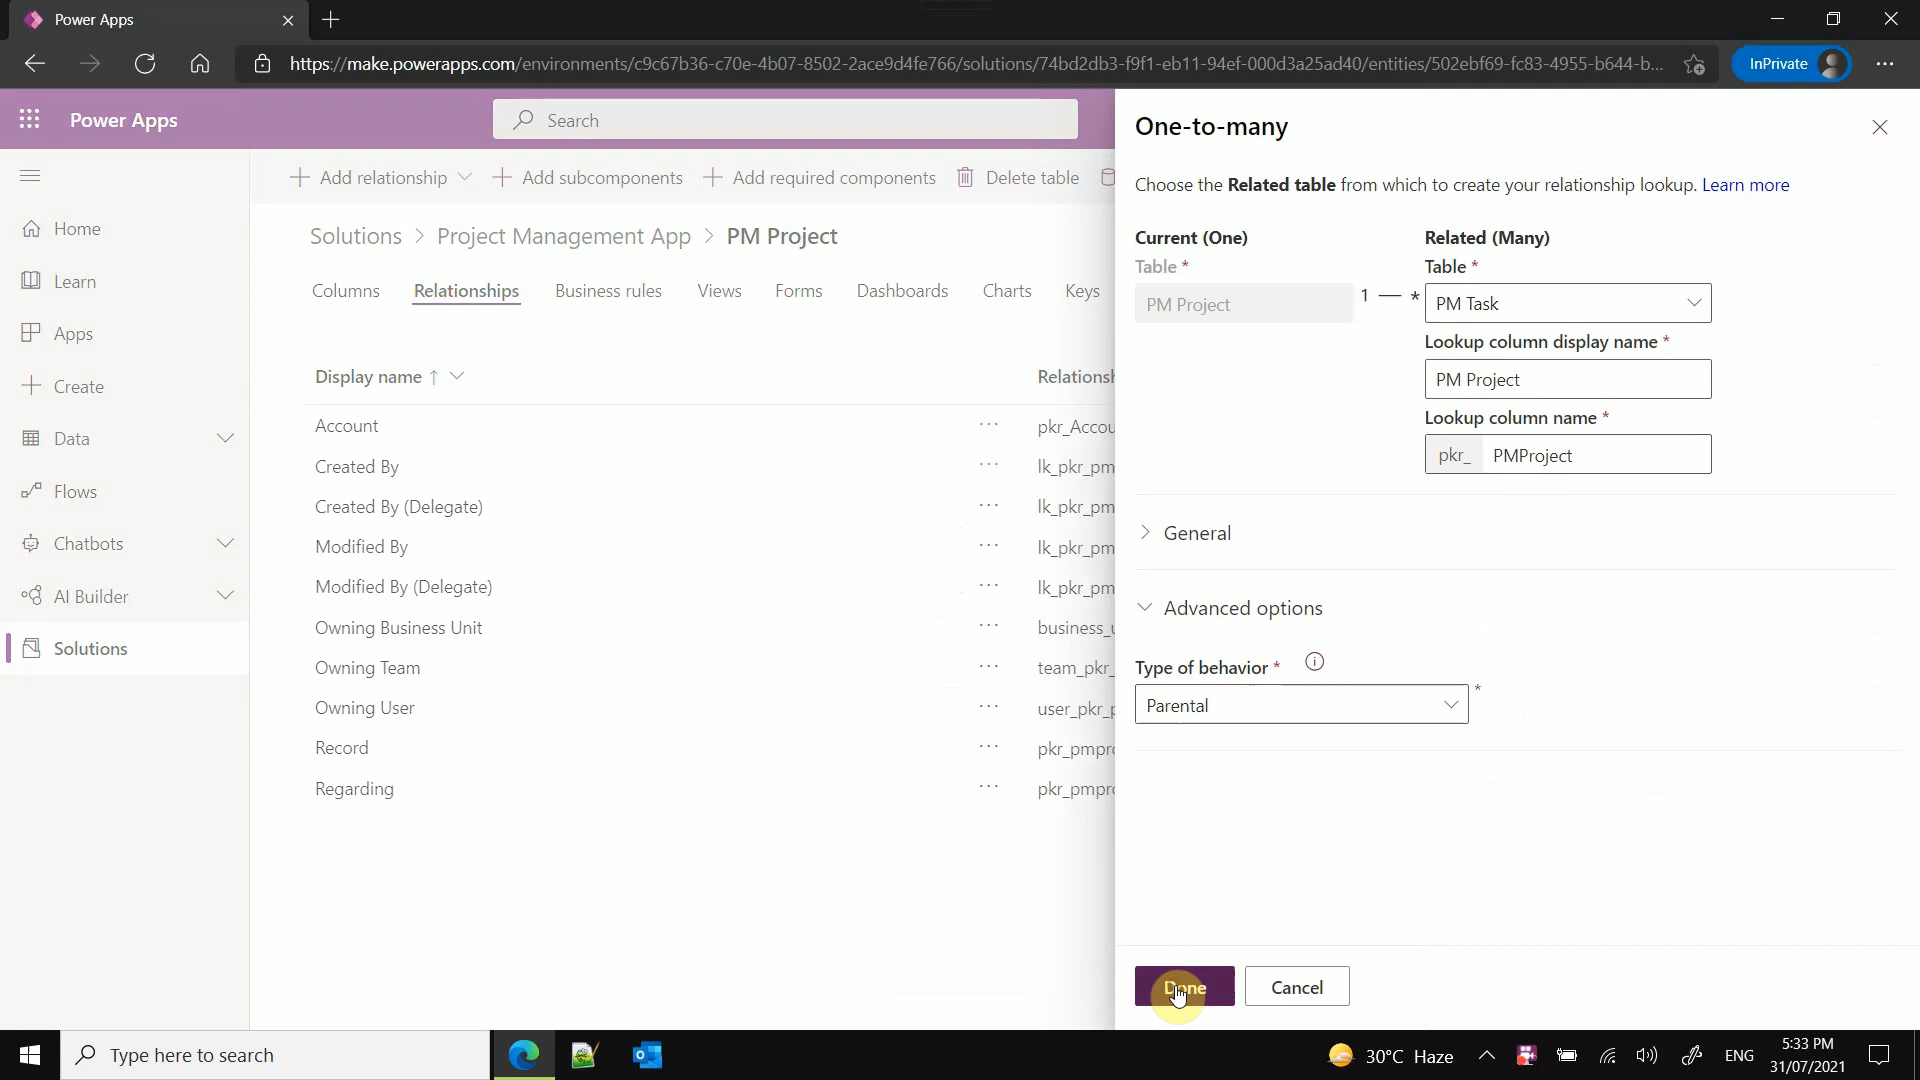 Power Apps
https://make.powerapps.com/environments/c9c67b36-c70e-4b07-8502-2ace9d4fe766/solutions/74bd2db3-f9f1-eb11-94ef-000d3a25ad40/entities/502ebf69-fc83-4955-b644-b...
InPrivate
Power Apps
Search
Add relationship
Add subcomponents
Add required components
Delete table
Solutions > Project Management App > PM Project
Columns
Relationships
Business rules
Views
Forms
Dashboards
Charts
Keys
Display name ↑
Relationsh
Account ... pkr_Accou
Created By ... lk_pkr_pm
Created By (Delegate) ... lk_pkr_pm
Modified By ... lk_pkr_pm
Modified By (Delegate) ... lk_pkr_pm
Owning Business Unit ... business_u
Owning Team ... team_pkr_
Owning User ... user_pkr_p
Record ... pkr_pmpro
Regarding ... pkr_pmpro
Home
Learn
Apps
Create
Data
Flows
Chatbots
AI Builder
Solutions
One-to-many
Choose the Related table from which to create your relationship lookup. Learn more
Current (One)
Table *
PM Project
1 — *
Related (Many)
Table *
PM Task
Lookup column display name *
PM Project
Lookup column name *
pkr_ PMProject
General
Advanced options
Type of behavior *
Parental
*
Done
Cancel
Type here to search
30°C Haze
ENG
5:33 PM
31/07/2021